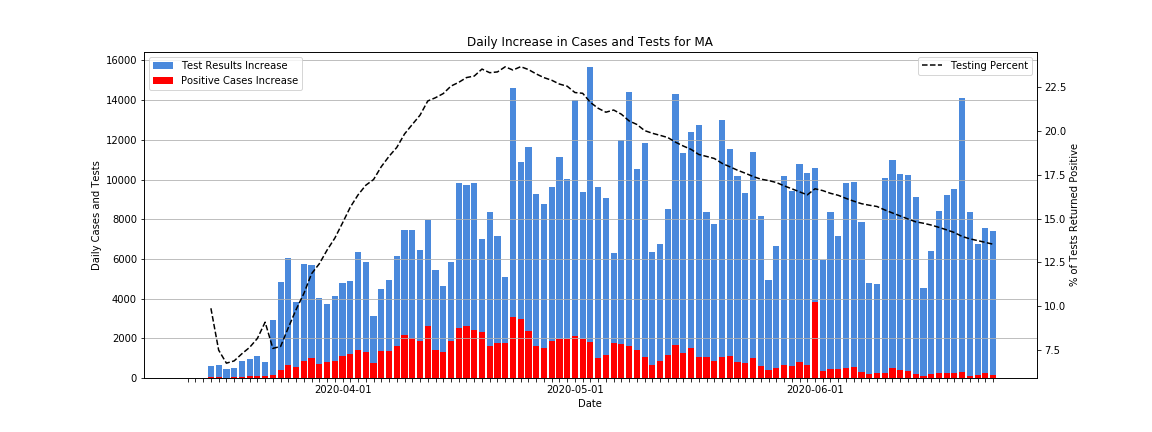 Daily Increase in Cases and Tests for MA
Test Results Increase
Positive Cases Increase
Testing Percent
16000
14000
12000
10000
8000
6000
4000
2000
0
Daily Cases and Tests
22.5
20.0
17.5
15.0
12.5
10.0
7.5
% of Tests Returned Positive
2020-04-01
2020-05-01
2020-06-01
Date